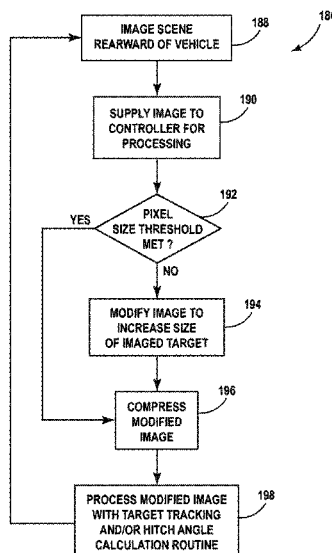 IMAGE SCENE
REARWARD OF VEHICLE
188
SUPPLY IMAGE TO
CONTROLLER FOR
PROCESSING
190
PIXEL
SIZE THRESHOLD
MET ?
192
YES
NO
MODIFY IMAGE TO
INCREASE SIZE
OF IMAGED TARGET
194
COMPRESS
MODIFIED
IMAGE
196
PROCESS MODIFIED IMAGE
WITH TARGET TRACKING
AND/OR HITCH ANGLE
CALCULATION ROUTINE
198